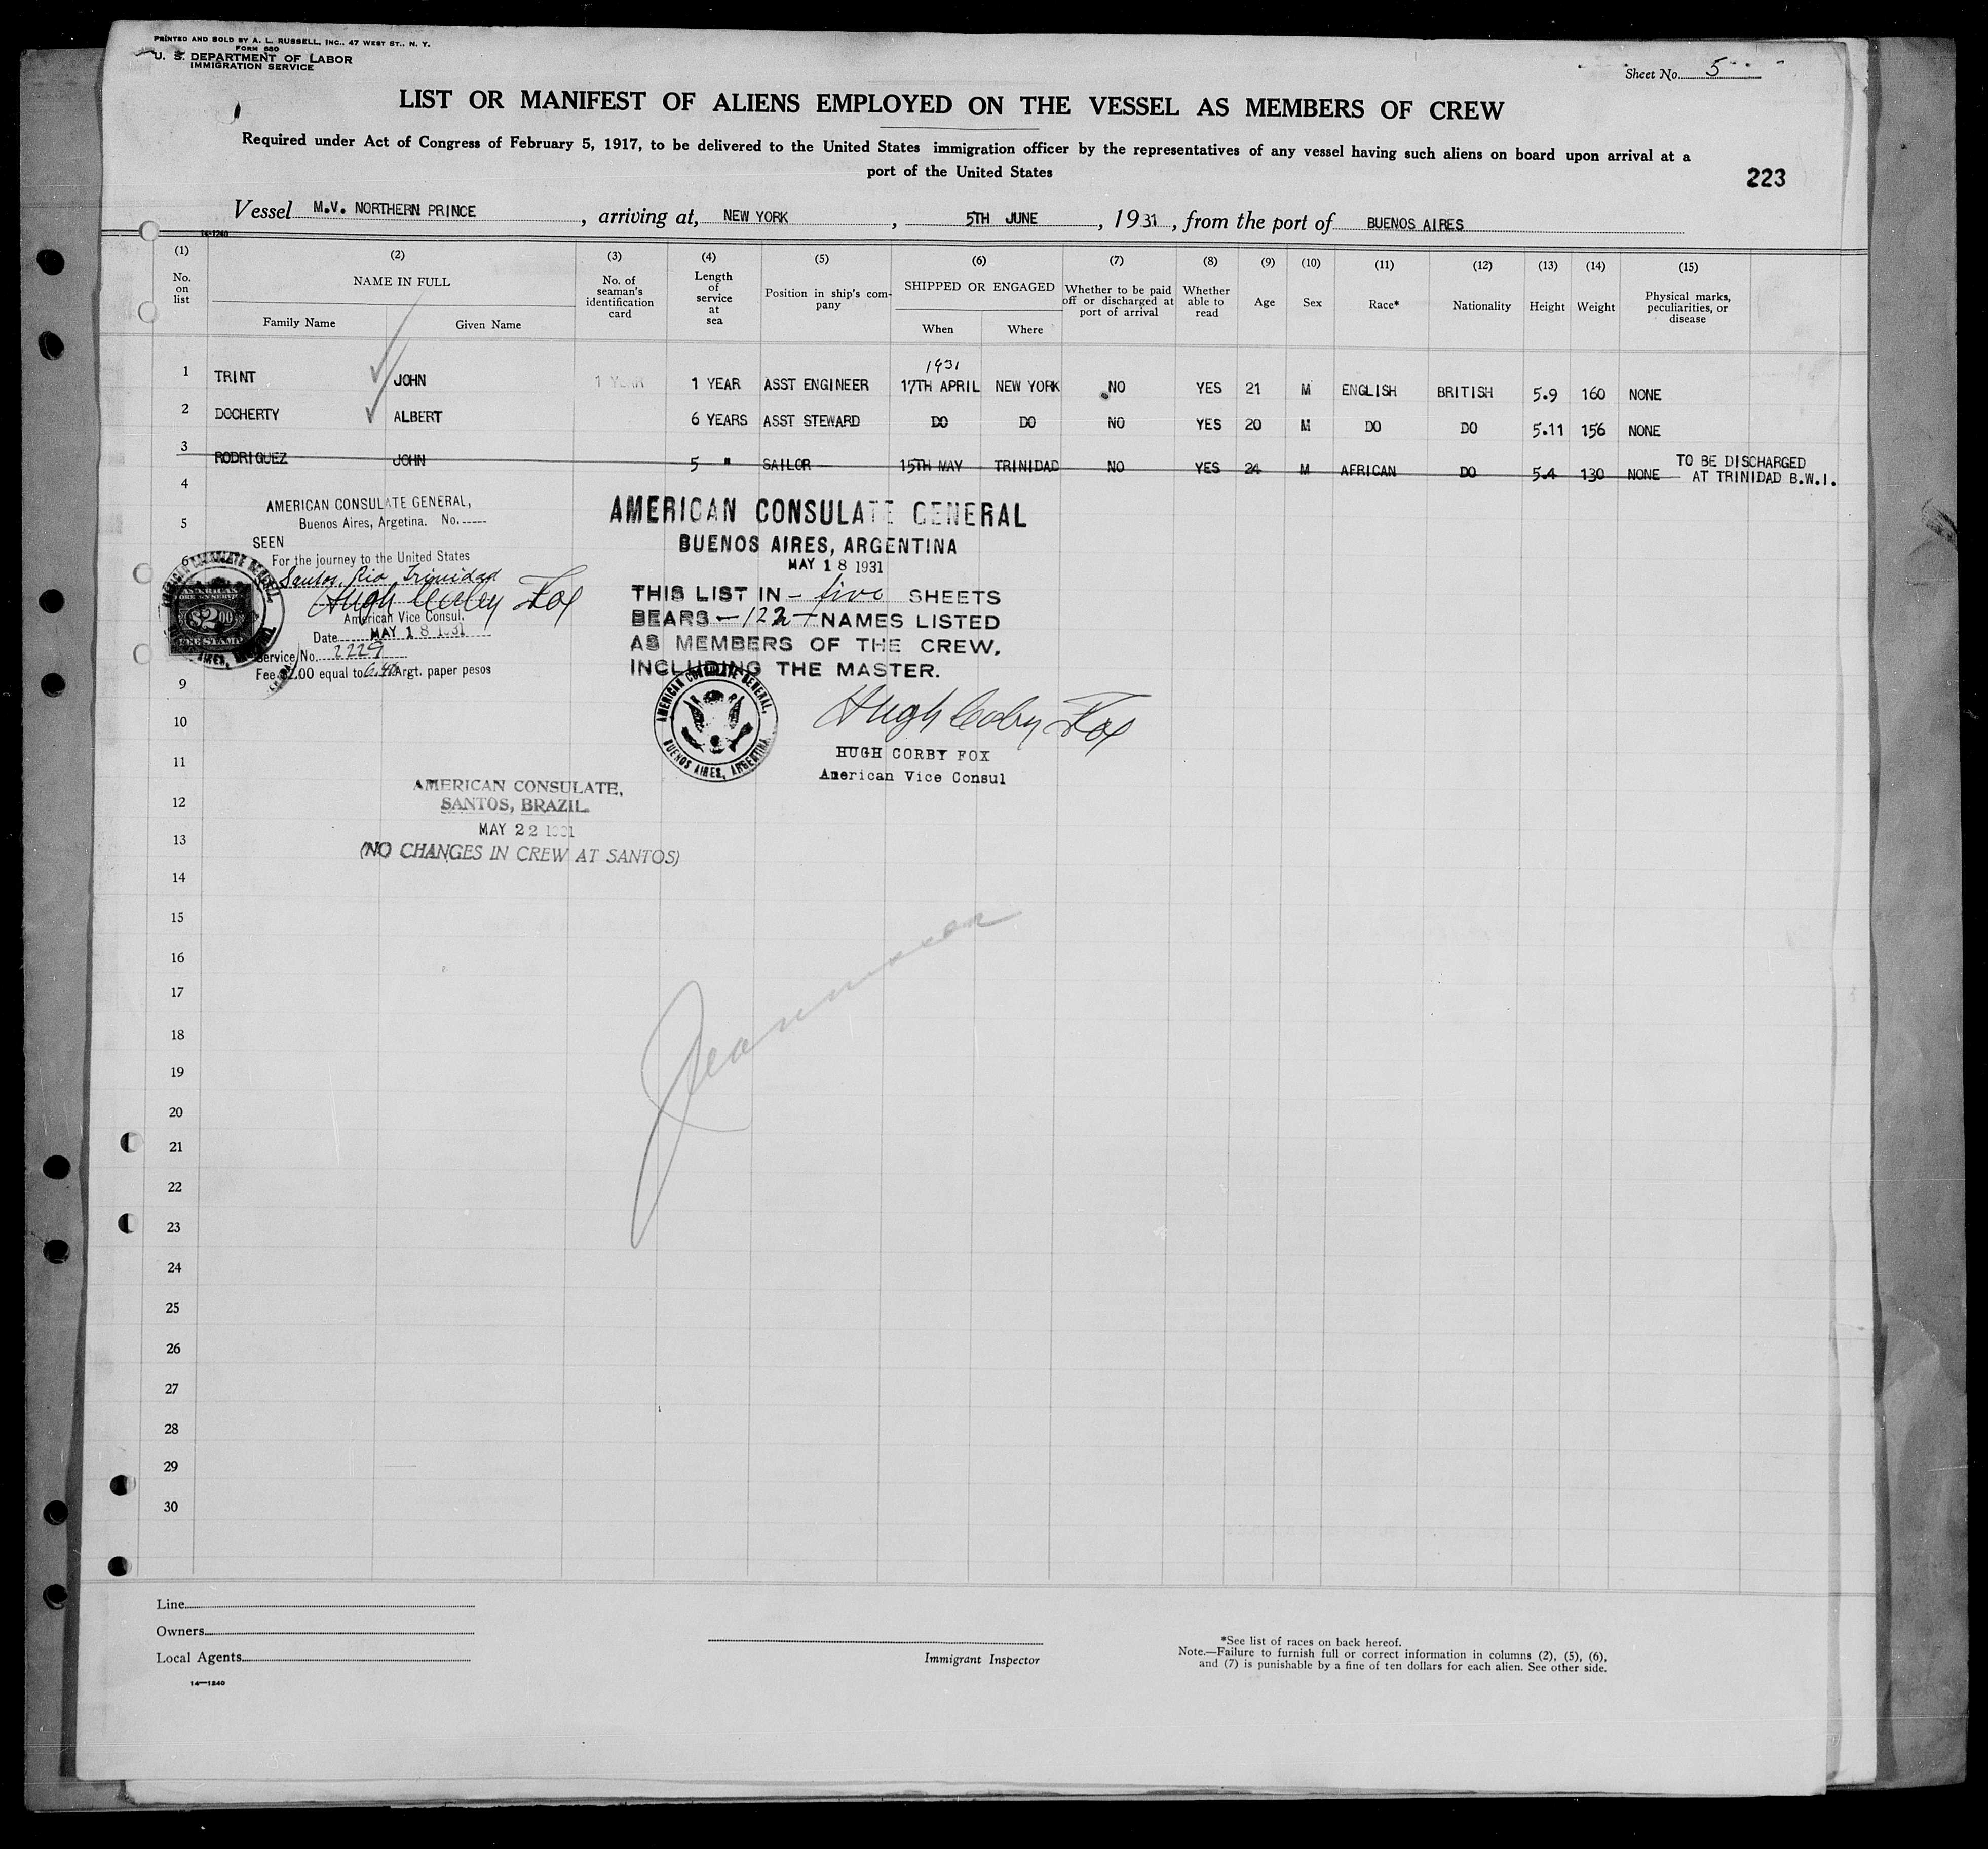 PRINTED AND SOLD BY A. L. RUSSELL, INC., 47 WEST ST., N. Y.
FORM 680
U. S. DEPARTMENT OF LABOR
IMMIGRATION SERVICE
Sheet No. 5
LIST OR MANIFEST OF ALIENS EMPLOYED ON THE VESSEL AS MEMBERS OF CREW
Required under Act of Congress of February 5, 1917, to be delivered to the United States immigration officer by the representatives of any vessel having such aliens on board upon arrival at a
port of the United States
223
Vessel M.V. NORTHERN PRINCE, arriving at, NEW YORK, 5TH JUNE, 1931, from the port of BUENOS AIRES
14-1240
(1) (2) (3) (4) (5) (6) (7) (8) (9) (10) (11) (12) (13) (14) (15)
No. on list
NAME IN FULL
Family Name Given Name
No. of seaman's identification card
Length of service at sea
Position in ship's company
SHIPPED OR ENGAGED
When Where
Whether to be paid off or discharged at port of arrival
Whether able to read
Age
Sex
Race*
Nationality
Height
Weight
Physical marks, peculiarities, or disease
1931
1 TRINT JOHN 1 YEAR 1 YEAR ASST ENGINEER 17TH APRIL NEW YORK NO YES 21 M ENGLISH BRITISH 5.9 160 NONE
2 DOCHERTY ALBERT 6 YEARS ASST STEWARD DO DO NO YES 20 M DO DO 5.11 156 NONE
3 RODRIGUEZ JOHN 5 " SAILOR 15TH MAY TRINIDAD NO YES 24 M AFRICAN DO 5.4 130 NONE TO BE DISCHARGED
AT TRINIDAD B.W.I.
4
5
6
9
10
11
12
13
14
15
16
17
18
19
20
21
22
23
24
25
26
27
28
29
30
AMERICAN CONSULATE GENERAL,
Buenos Aires, Argetina. No.
SEEN
For the journey to the United States
Santos, Rio, Trinidad
Hugh Corby Fox
American Vice Consul.
Date MAY 18 1931
Service No. 2229
Fee $2.00 equal to 6.40 Argt. paper pesos
$2.00
FEE STAMP
AMERICAN CONSULATE GENERAL
BUENOS AIRES, ARGENTINA
MAY 18 1931
THIS LIST IN - five SHEETS
BEARS - 122 - NAMES LISTED
AS MEMBERS OF THE CREW.
INCLUDING THE MASTER.
AMERICAN CONSULATE GENERAL,
BUENOS AIRES, ARGENTINA
Hugh Corby Fox
HUGH CORBY FOX
American Vice Consul
AMERICAN CONSULATE,
SANTOS, BRAZIL
MAY 22 1931
(NO CHANGES IN CREW AT SANTOS)
Line
Owners
Local Agents
14—1240
Immigrant Inspector
*See list of races on back hereof.
Note.—Failure to furnish full or correct information in columns (2), (5), (6),
and (7) is punishable by a fine of ten dollars for each alien. See other side.